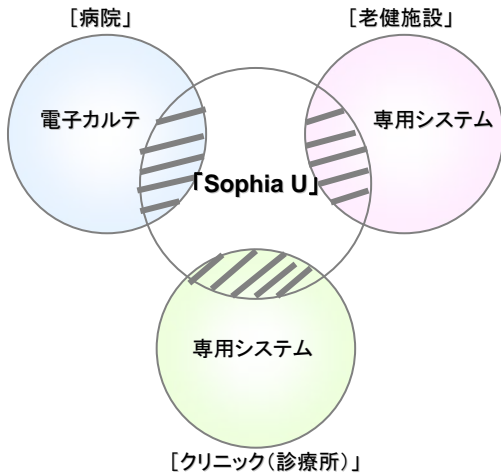 ［病院」
［老健施設」
電子カルテ
専用システム
「Sophia U」
専用システム
［クリニック（診療所）」